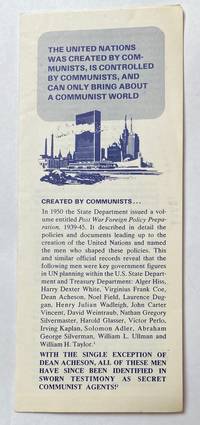 THE UNITED NATIONS
WAS CREATED BY COM-
MUNISTS, IS CONTROLLED
BY COMMUNISTS, AND
CAN ONLY BRING ABOUT
A COMMUNIST WORLD
CREATED BY COMMUNISTS...
In 1950 the State Department issued a vol-
ume entitled Post War Foreign Policy Prepa-
ration, 1939-45. It described in detail the
policies and documents leading up to the
creation of the United Nations and named
the men who shaped these policies. This
and similar official records reveal that the
following men were key government figures
in UN planning within the U.S. State Depart-
ment and Treasury Department: Alger Hiss,
Harry Dexter White, Virginius Frank Coe,
Dean Acheson, Noel Field, Laurence Dug-
gan, Henry Julian Wadleigh, John Carter
Vincent, David Weintraub, Nathan Gregory
Silvermaster, Harold Glasser, Victor Perlo,
Irving Kaplan, Solomon Adler, Abraham
George Silverman, William L. Ullman and
William H. Taylor.
WITH THE SINGLE EXCEPTION OF
DEAN ACHESON, ALL OF THESE MEN
HAVE SINCE BEEN IDENTIFIED IN
SWORN TESTIMONY AS SECRET
COMMUNIST AGENTS!